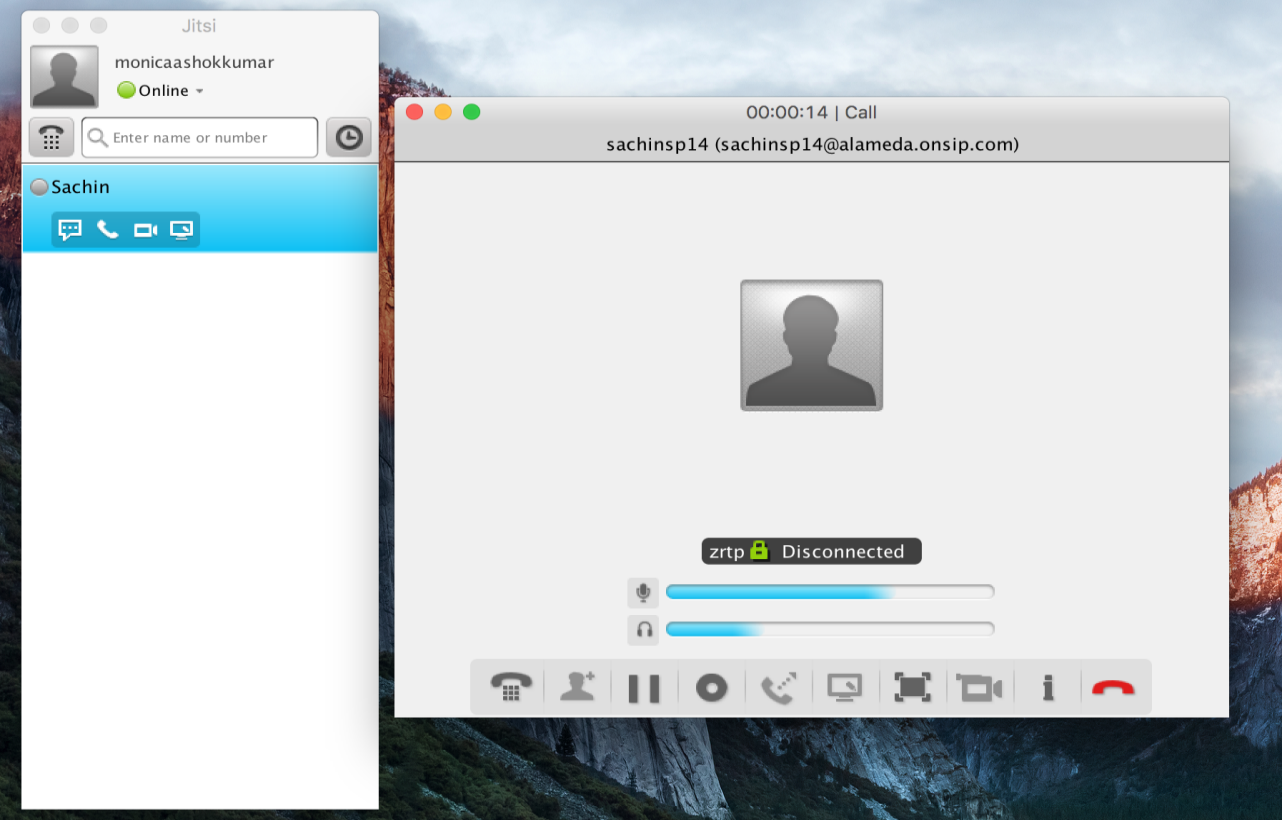 Jitsi
monicaashokkumar
Online
Enter name or number
Sachin
00:00:14 | Call
sachinsp14 (sachinsp14@alameda.onsip.com)
zrtp Disconnected